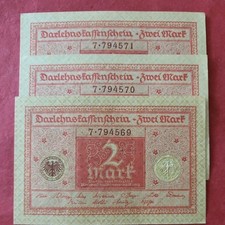 Darlehnskassenschein - Zwei Mark
7·794571
Darlehnskassenschein - Zwei Mark
7·794570
Darlehnskassenschein - Zwei Mark
7·794569
2
Mark